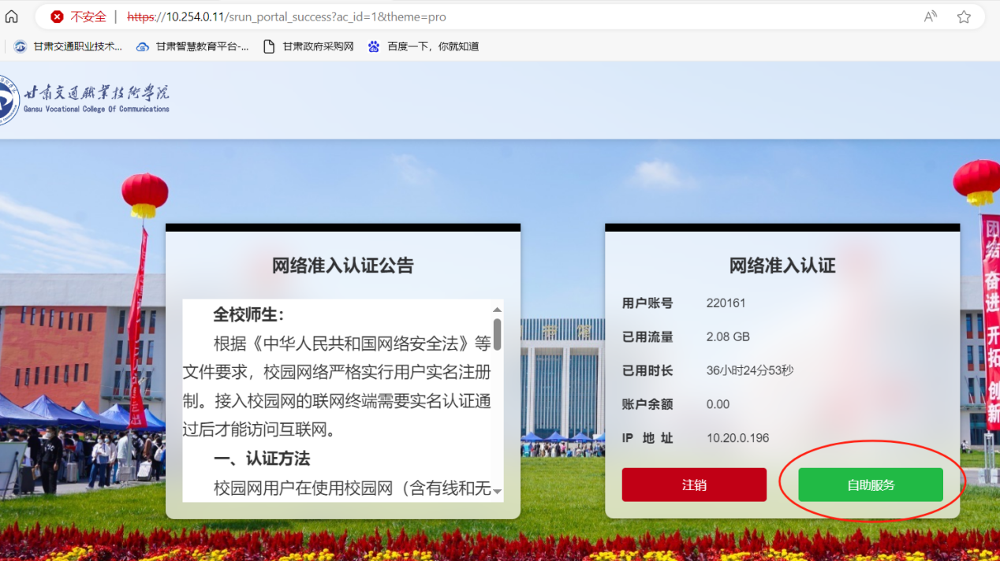 不安全 | https://10.254.0.11/srun_portal_success?ac_id=1&theme=pro
甘肃交通职业技术... 甘肃智慧教育平台-... 甘肃政府采购网 百度一下，你就知道
甘肃交通職業技術學院
Gansu Vocational College Of Communications
网络准入认证公告
全校师生：
根据《中华人民共和国网络安全法》等
文件要求，校园网络严格实行用户实名注册
制。接入校园网的联网终端需要实名认证通
过后才能访问互联网。
一、认证方法
校园网用户在使用校园网（含有线和无
网络准入认证
用户账号 220161
已用流量 2.08 GB
已用时长 36小时24分53秒
账户余额 0.00
IP 地 址 10.20.0.196
注销 自助服务
团结 奋进 开拓 创新